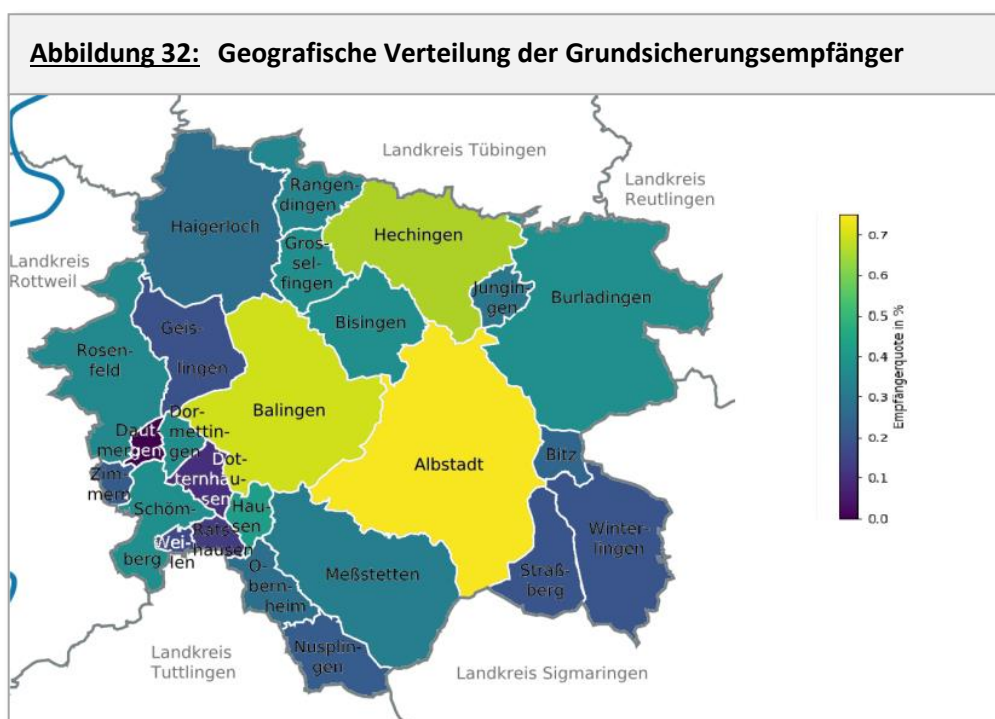 Abbildung 32: Geografische Verteilung der Grundsicherungsempfänger
Landkreis Tübingen
Landkreis
Reutlingen
Landkreis
Rottweil
Rangen-
dingen
Haigerloch
Hechingen
Gros-
sel-
fingen
Jungin-
gen
Burladingen
Bisingen
Geis-
lingen
Rosen-
feld
Balingen
Dor-
mettin-
gen
Daut-
mergen
Albstadt
Bitz
Dot-
ternhau-
sen
Zim-
mern
Schöm-
berg
Hau-
sen
Rats-
hausen
Wei-
len
Winter-
lingen
Straß-
berg
Meßstetten
O-
bern-
heim
Nusplin-
gen
Landkreis
Tuttlingen
Landkreis Sigmaringen
0.7
0.6
0.5
0.4
0.3
0.2
0.1
0.0
Empfängerquote in %